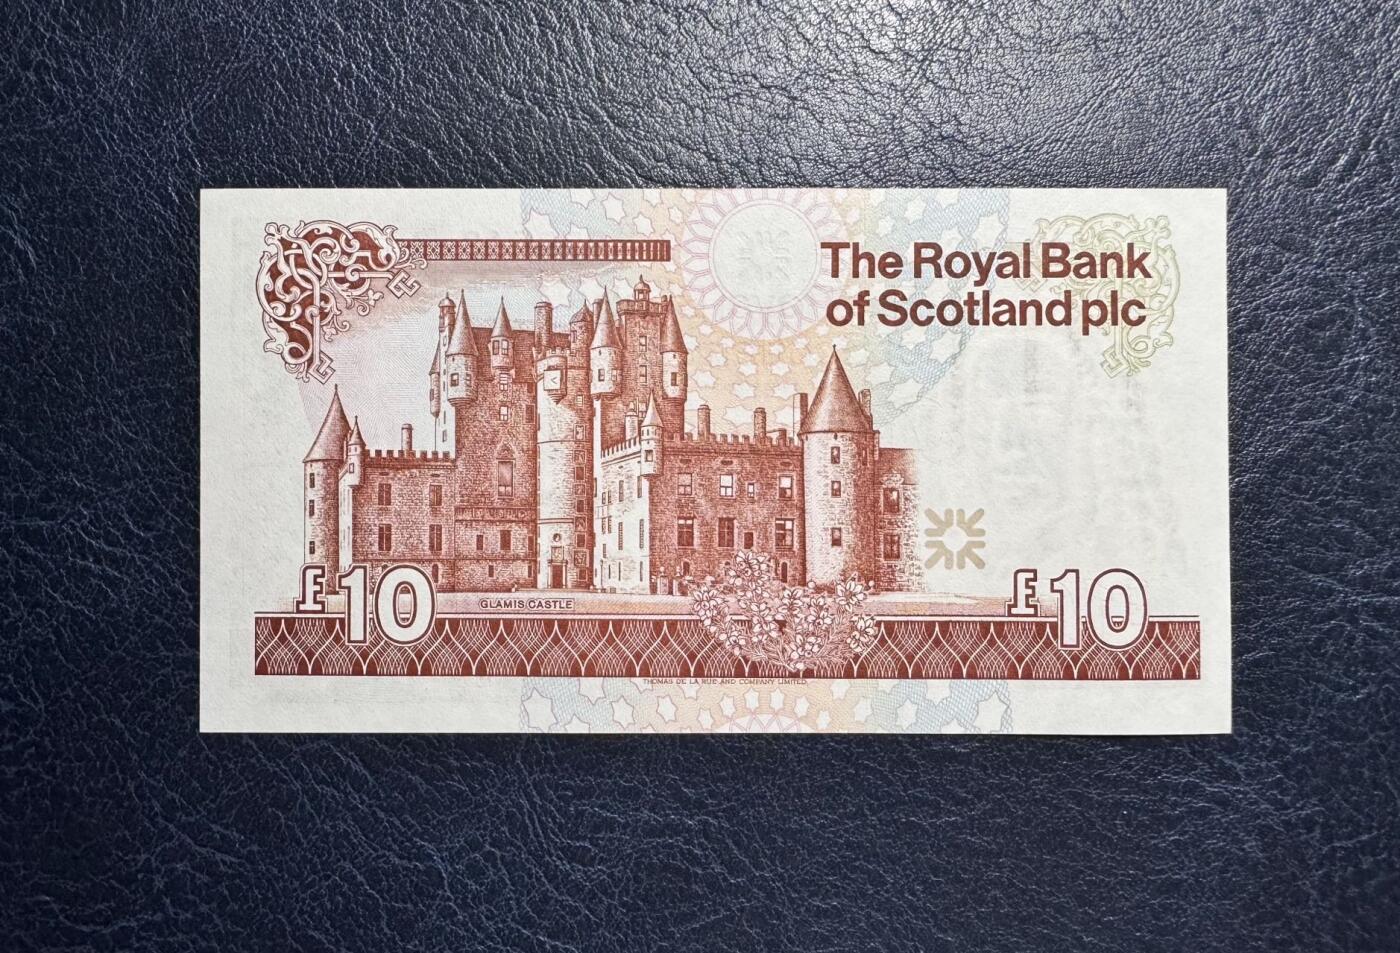 The Royal Bank
of Scotland plc
£10
GLAMIS CASTLE
£10
THOMAS DE LA RUE AND COMPANY LIMITED